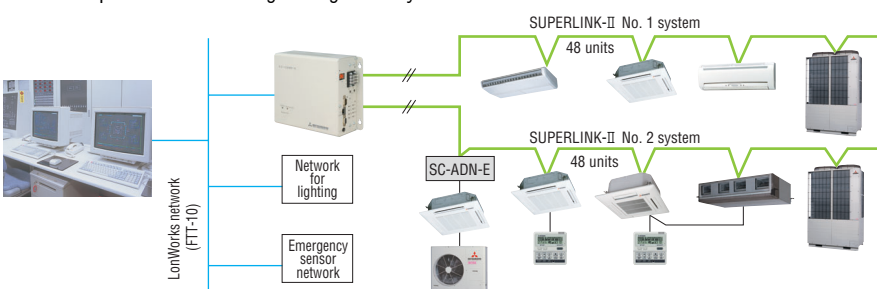 SUPERLINK-Ⅱ No. 1 system
48 units
SUPERLINK-Ⅱ No. 2 system
48 units
SC-ADN-E
Network
for
lighting
Emergency
sensor
network
LonWorks network
(FTT-10)